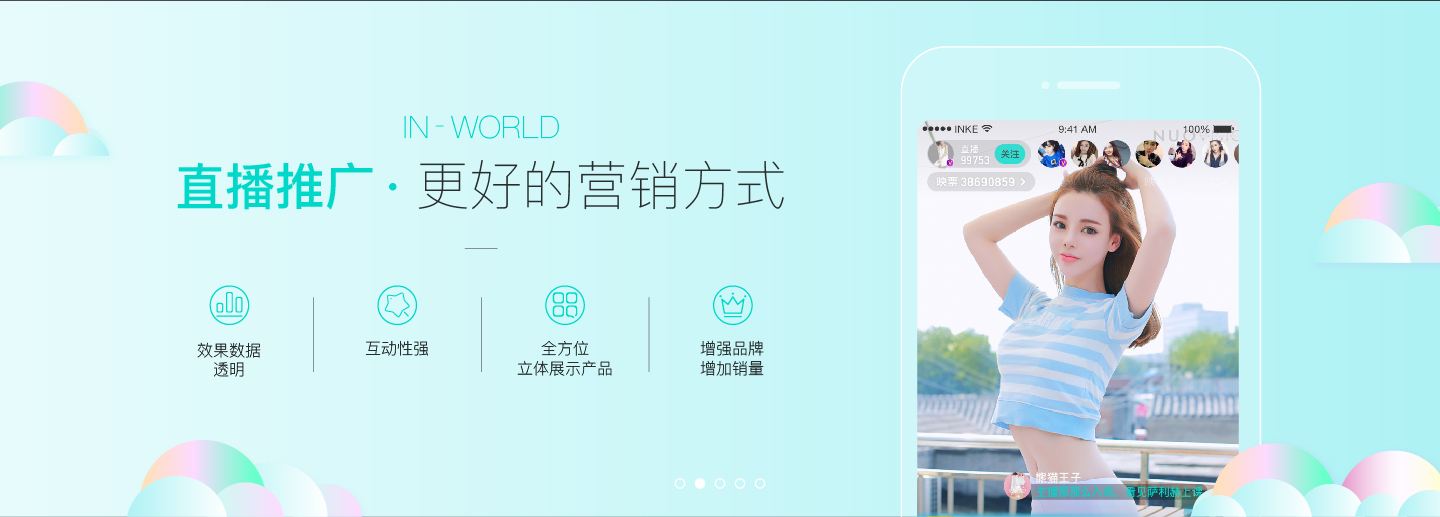 IN-WORLD
直播推广·更好的营销方式
效果数据
透明
互动性强
全方位
立体展示产品
增强品牌
增加销量
INKE
9:41 AM
100%
直播
99753
关注
映票 38690859 >
熊猫王子